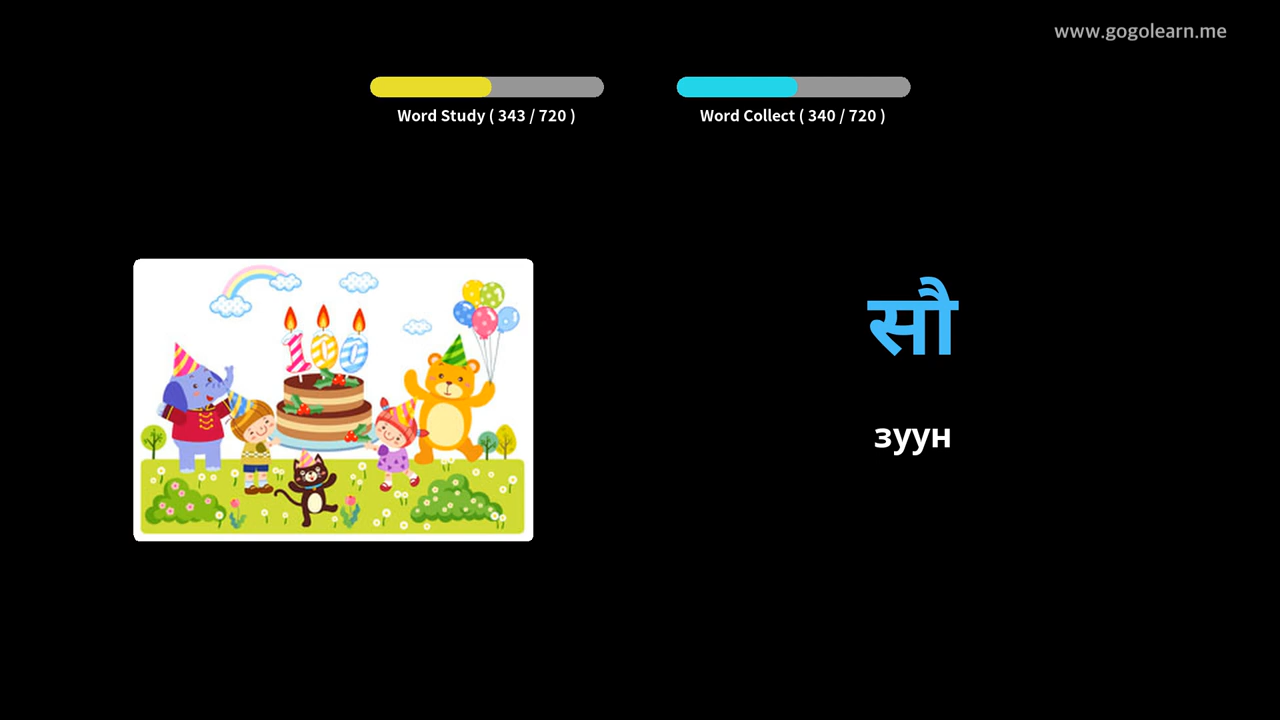 www.gogolearn.me
Word Study ( 343 / 720 )
Word Collect ( 340 / 720 )
100
सौ
зуун